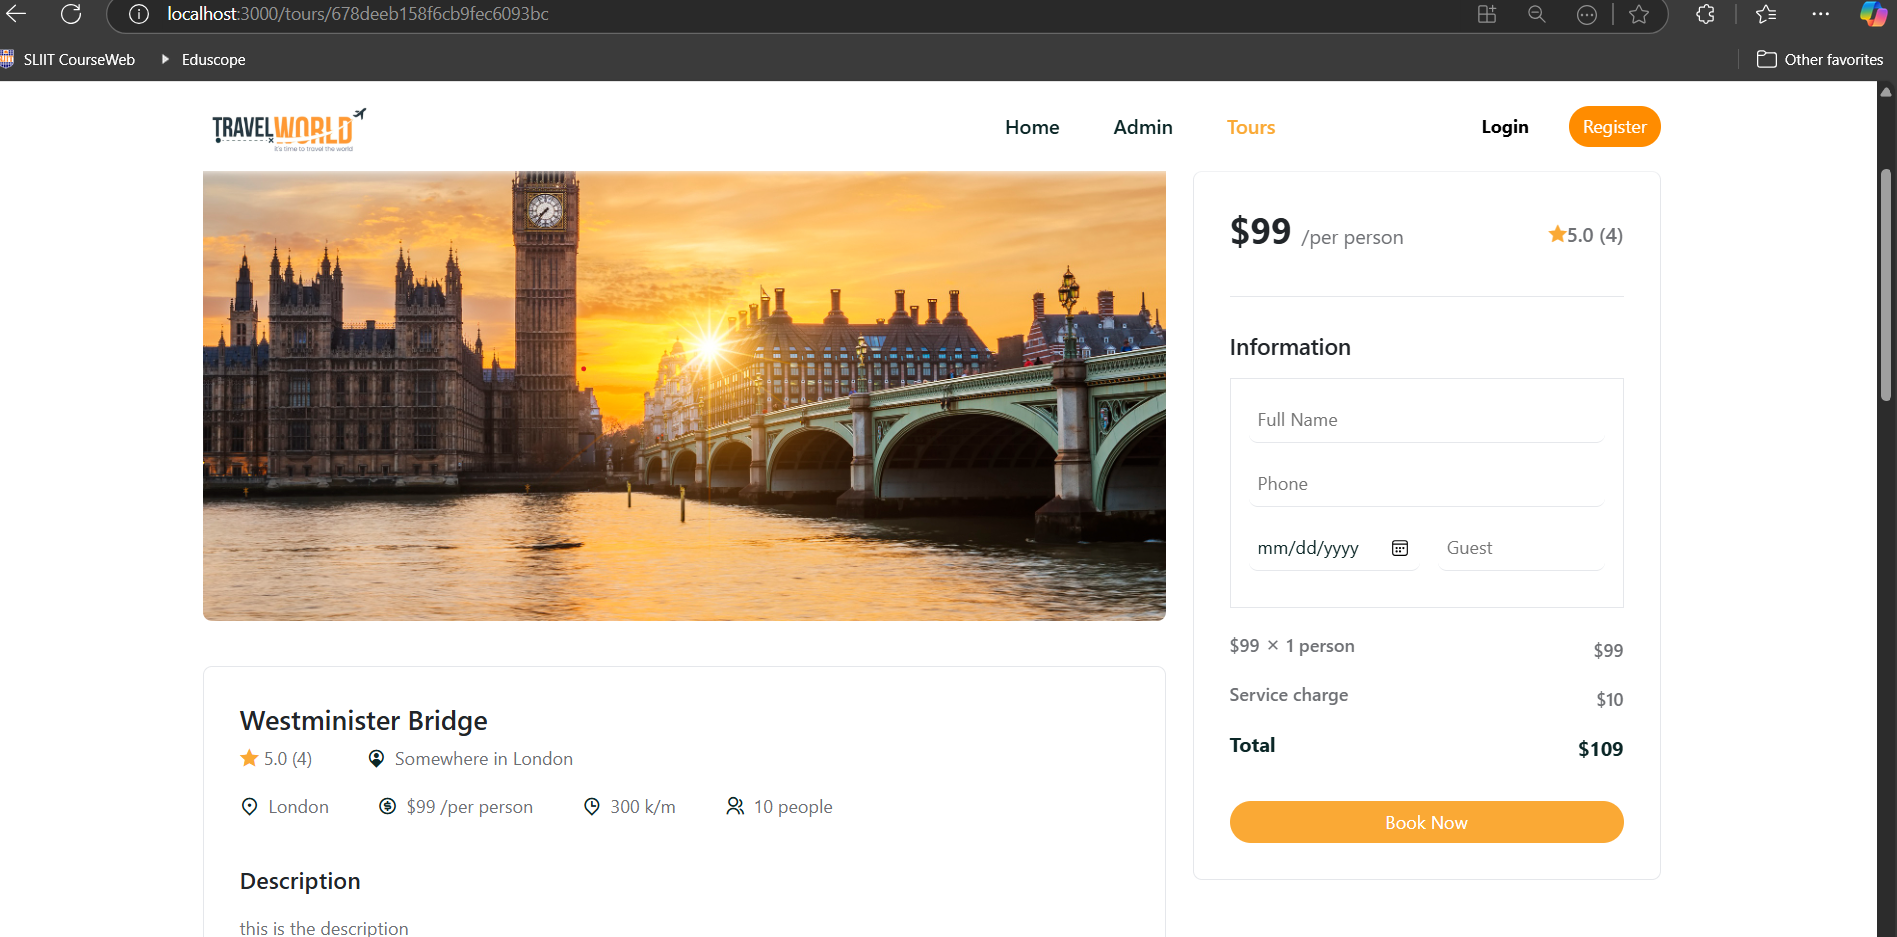 localhost:3000/tours/678deeb158f6cb9fec6093bc
SLIIT CourseWeb Eduscope Other favorites
TRAVELWORLD
it's time to travel the world
Home Admin Tours Login Register
$99 /per person 5.0 (4)
Information
Full Name
Phone
mm/dd/yyyy Guest
$99 × 1 person $99
Service charge $10
Total $109
Book Now
Westminister Bridge
5.0 (4) Somewhere in London
London $99 /per person 300 k/m 10 people
Description
this is the description